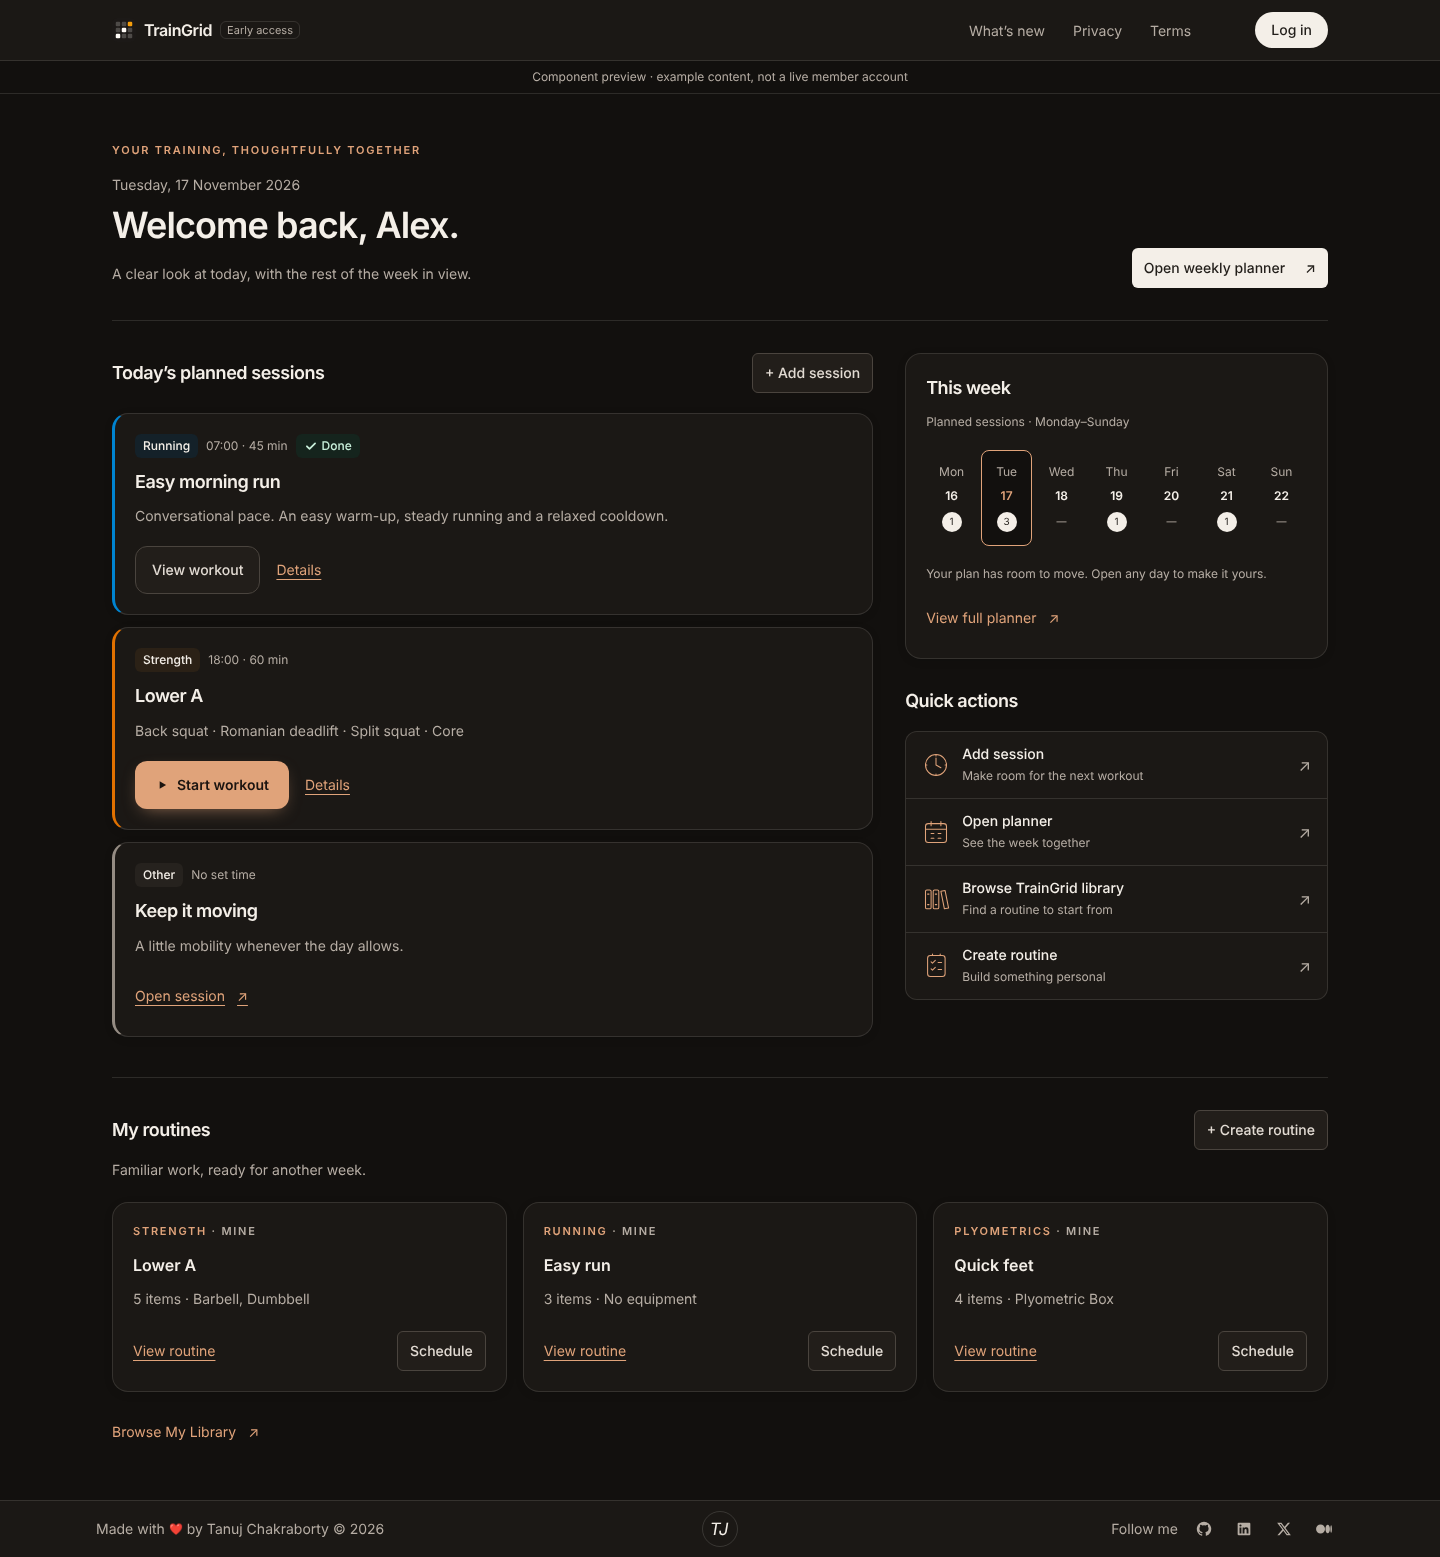 TrainGrid Early access
What's new Privacy Terms Log in
Component preview · example content, not a live member account
YOUR TRAINING, THOUGHTFULLY TOGETHER
Tuesday, 17 November 2026
Welcome back, Alex.
A clear look at today, with the rest of the week in view.
Open weekly planner
Today’s planned sessions
+ Add session
Running 07:00 · 45 min Done
Easy morning run
Conversational pace. An easy warm-up, steady running and a relaxed cooldown.
View workout Details
Strength 18:00 · 60 min
Lower A
Back squat · Romanian deadlift · Split squat · Core
Start workout Details
Other No set time
Keep it moving
A little mobility whenever the day allows.
Open session
This week
Planned sessions · Monday–Sunday
Mon Tue Wed Thu Fri Sat Sun
16 17 18 19 20 21 22
1 3 — 1 — 1 —
Your plan has room to move. Open any day to make it yours.
View full planner
Quick actions
Add session
Make room for the next workout
Open planner
See the week together
Browse TrainGrid library
Find a routine to start from
Create routine
Build something personal
My routines
+ Create routine
Familiar work, ready for another week.
STRENGTH · MINE
Lower A
5 items · Barbell, Dumbbell
View routine Schedule
RUNNING · MINE
Easy run
3 items · No equipment
View routine Schedule
PLYOMETRICS · MINE
Quick feet
4 items · Plyometric Box
View routine Schedule
Browse My Library
Made with ❤️ by Tanuj Chakraborty © 2026
TJ
Follow me